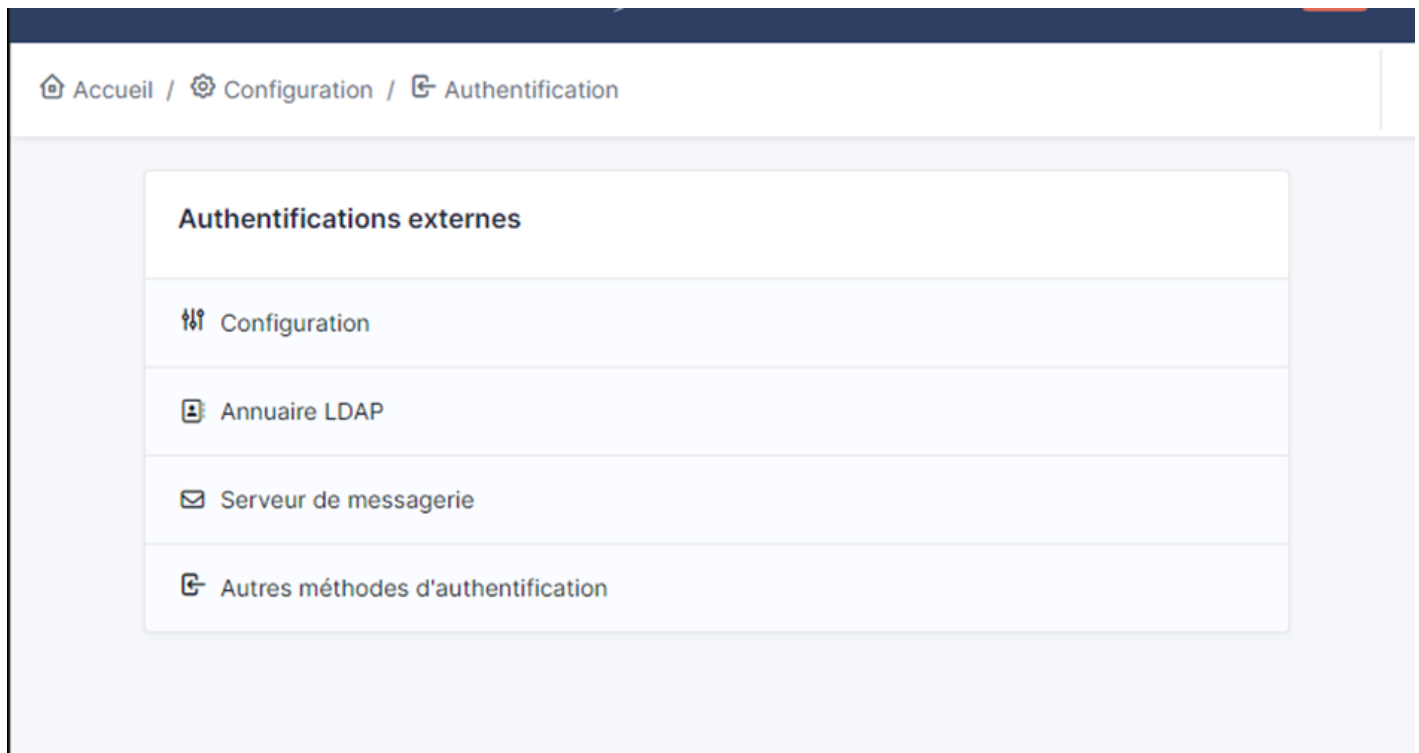 Accueil / Configuration / Authentification
Authentifications externes
Configuration
Annuaire LDAP
Serveur de messagerie
Autres méthodes d'authentification